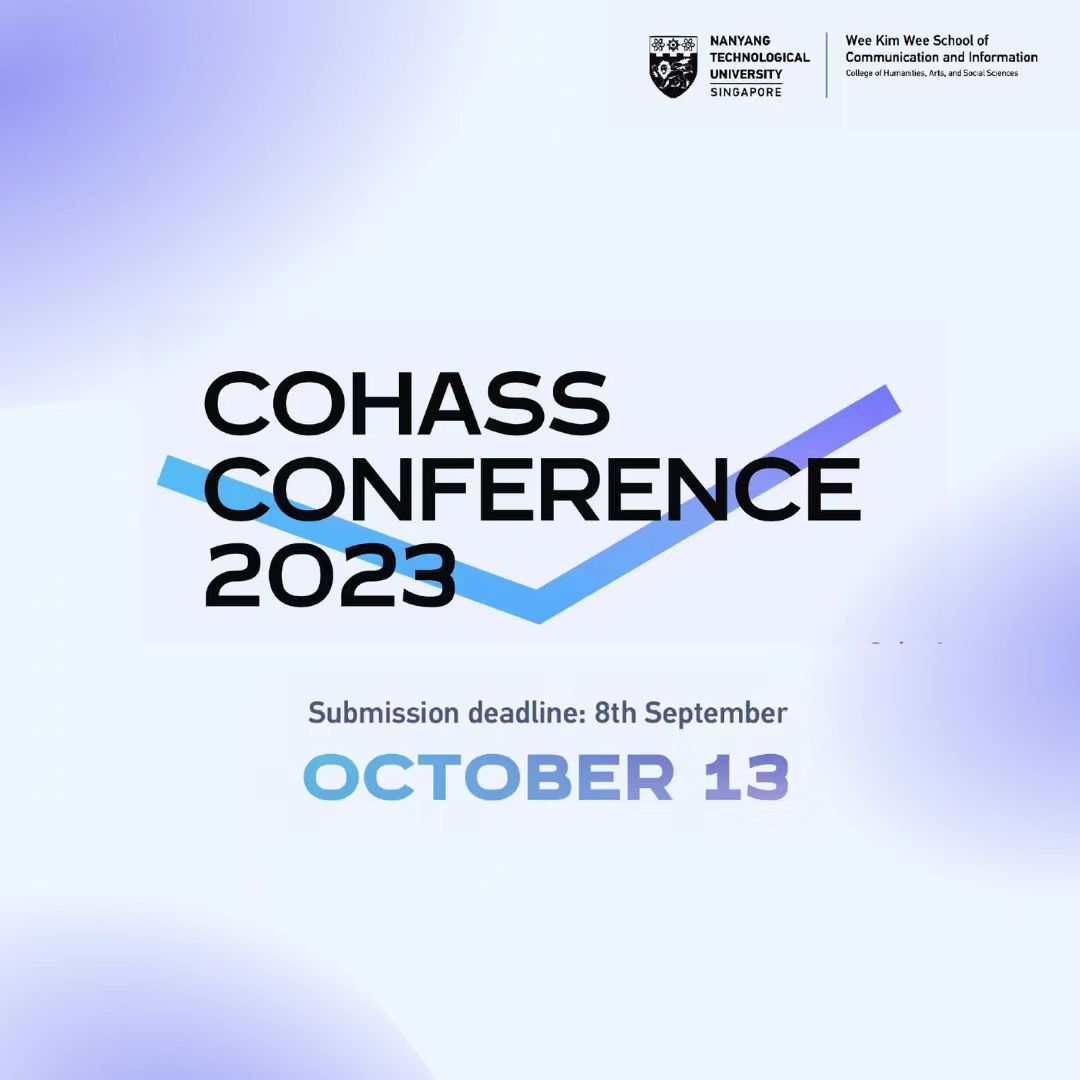 NANYANG
TECHNOLOGICAL
UNIVERSITY
SINGAPORE
Wee Kim Wee School of
Communication and Information
College of Humanities, Arts, and Social Sciences
COHASS
CONFERENCE
2023
Submission deadline: 8th September
OCTOBER 13